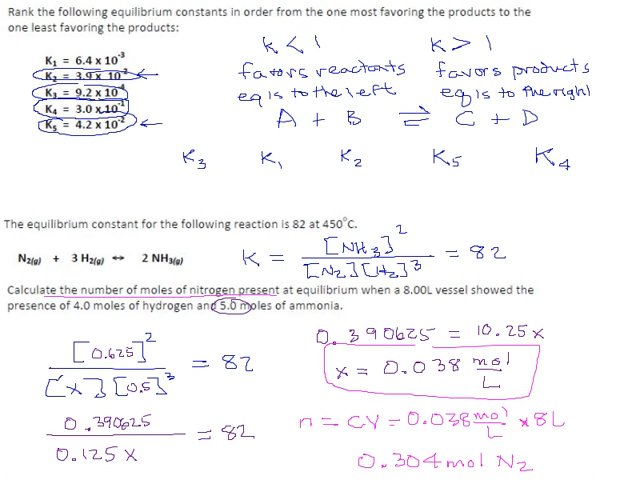 Rank the following equilibrium constants in order from the one most favoring the products to the
one least favoring the products:
K < 1 K > 1
K₁ = 6.4 x 10⁻³
favors reactants favors products
K₂ = 3.9 x 10⁻²
eq is to the left eq is to the right
K₃ = 9.2 x 10⁻⁴
K₄ = 3.0 x 10⁻¹
A + B ⇌ C + D
K₅ = 4.2 x 10⁻²
K₃ K₁ K₂ K₅ K₄
The equilibrium constant for the following reaction is 82 at 450°C.
N₂(g) + 3 H₂(g) ↔ 2 NH₃(g) K = [NH₃]² / [N₂][H₂]³ = 82
Calculate the number of moles of nitrogen present at equilibrium when a 8.00L vessel showed the
presence of 4.0 moles of hydrogen and 5.0 moles of ammonia.
[0.625]² / [x][0.5]³ = 82
0.390625 / 0.125 x = 82
0.390625 = 10.25 x
x = 0.038 mol/L
n = CV = 0.038 mol/L x 8L
0.304 mol N₂